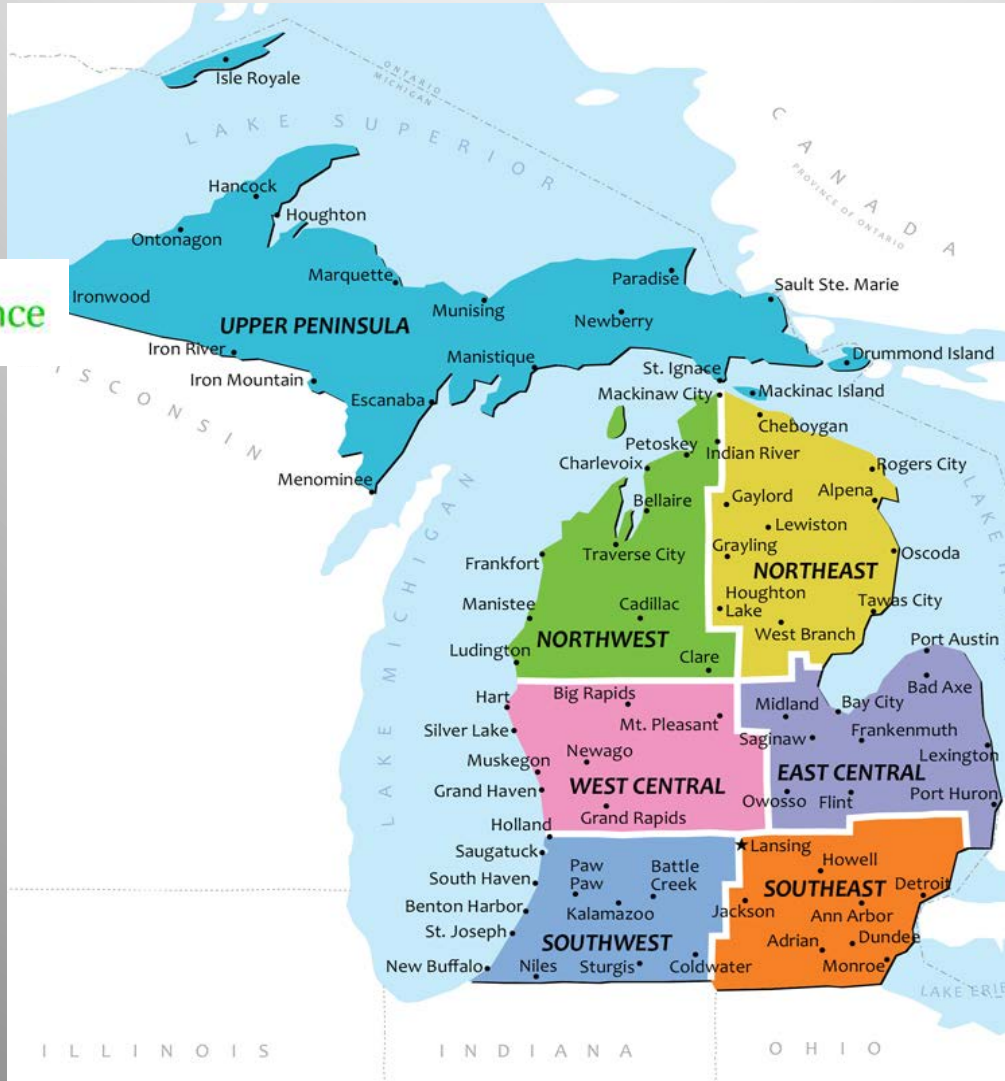 Isle Royale
ONTARIO
MICHIGAN
LAKE SUPERIOR
CANADA
PROVINCE OF ONTARIO
Hancock
Houghton
Ontonagon
Marquette
Paradise
Sault Ste. Marie
Ironwood
Munising
Newberry
UPPER PENINSULA
Iron River
Manistique
Drummond Island
Iron Mountain
St. Ignace
Escanaba
Mackinaw City
Mackinac Island
Cheboygan
Petoskey
Indian River
Charlevoix
Rogers City
Menominee
Bellaire
Gaylord
Alpena
Lewiston
Traverse City
Grayling
Oscoda
Frankfort
NORTHEAST
Manistee
Cadillac
Houghton
Lake
Tawas City
NORTHWEST
West Branch
Ludington
Clare
Port Austin
LAKE MICHIGAN
Bad Axe
Hart
Big Rapids
Midland
Bay City
Silver Lake
Mt. Pleasant
Saginaw
Frankenmuth
Muskegon
Newago
Lexington
WEST CENTRAL
EAST CENTRAL
Grand Haven
Owosso
Flint
Port Huron
Grand Rapids
Holland
Lansing
Saugatuck
Howell
Paw
Paw
Battle
Creek
South Haven
SOUTHEAST
Detroit
Benton Harbor
Kalamazoo
Jackson
Ann Arbor
St. Joseph
SOUTHWEST
Adrian
Dundee
New Buffalo
Niles
Sturgis
Coldwater
Monroe
LAKE ERIE
ILLINOIS
INDIANA
OHIO